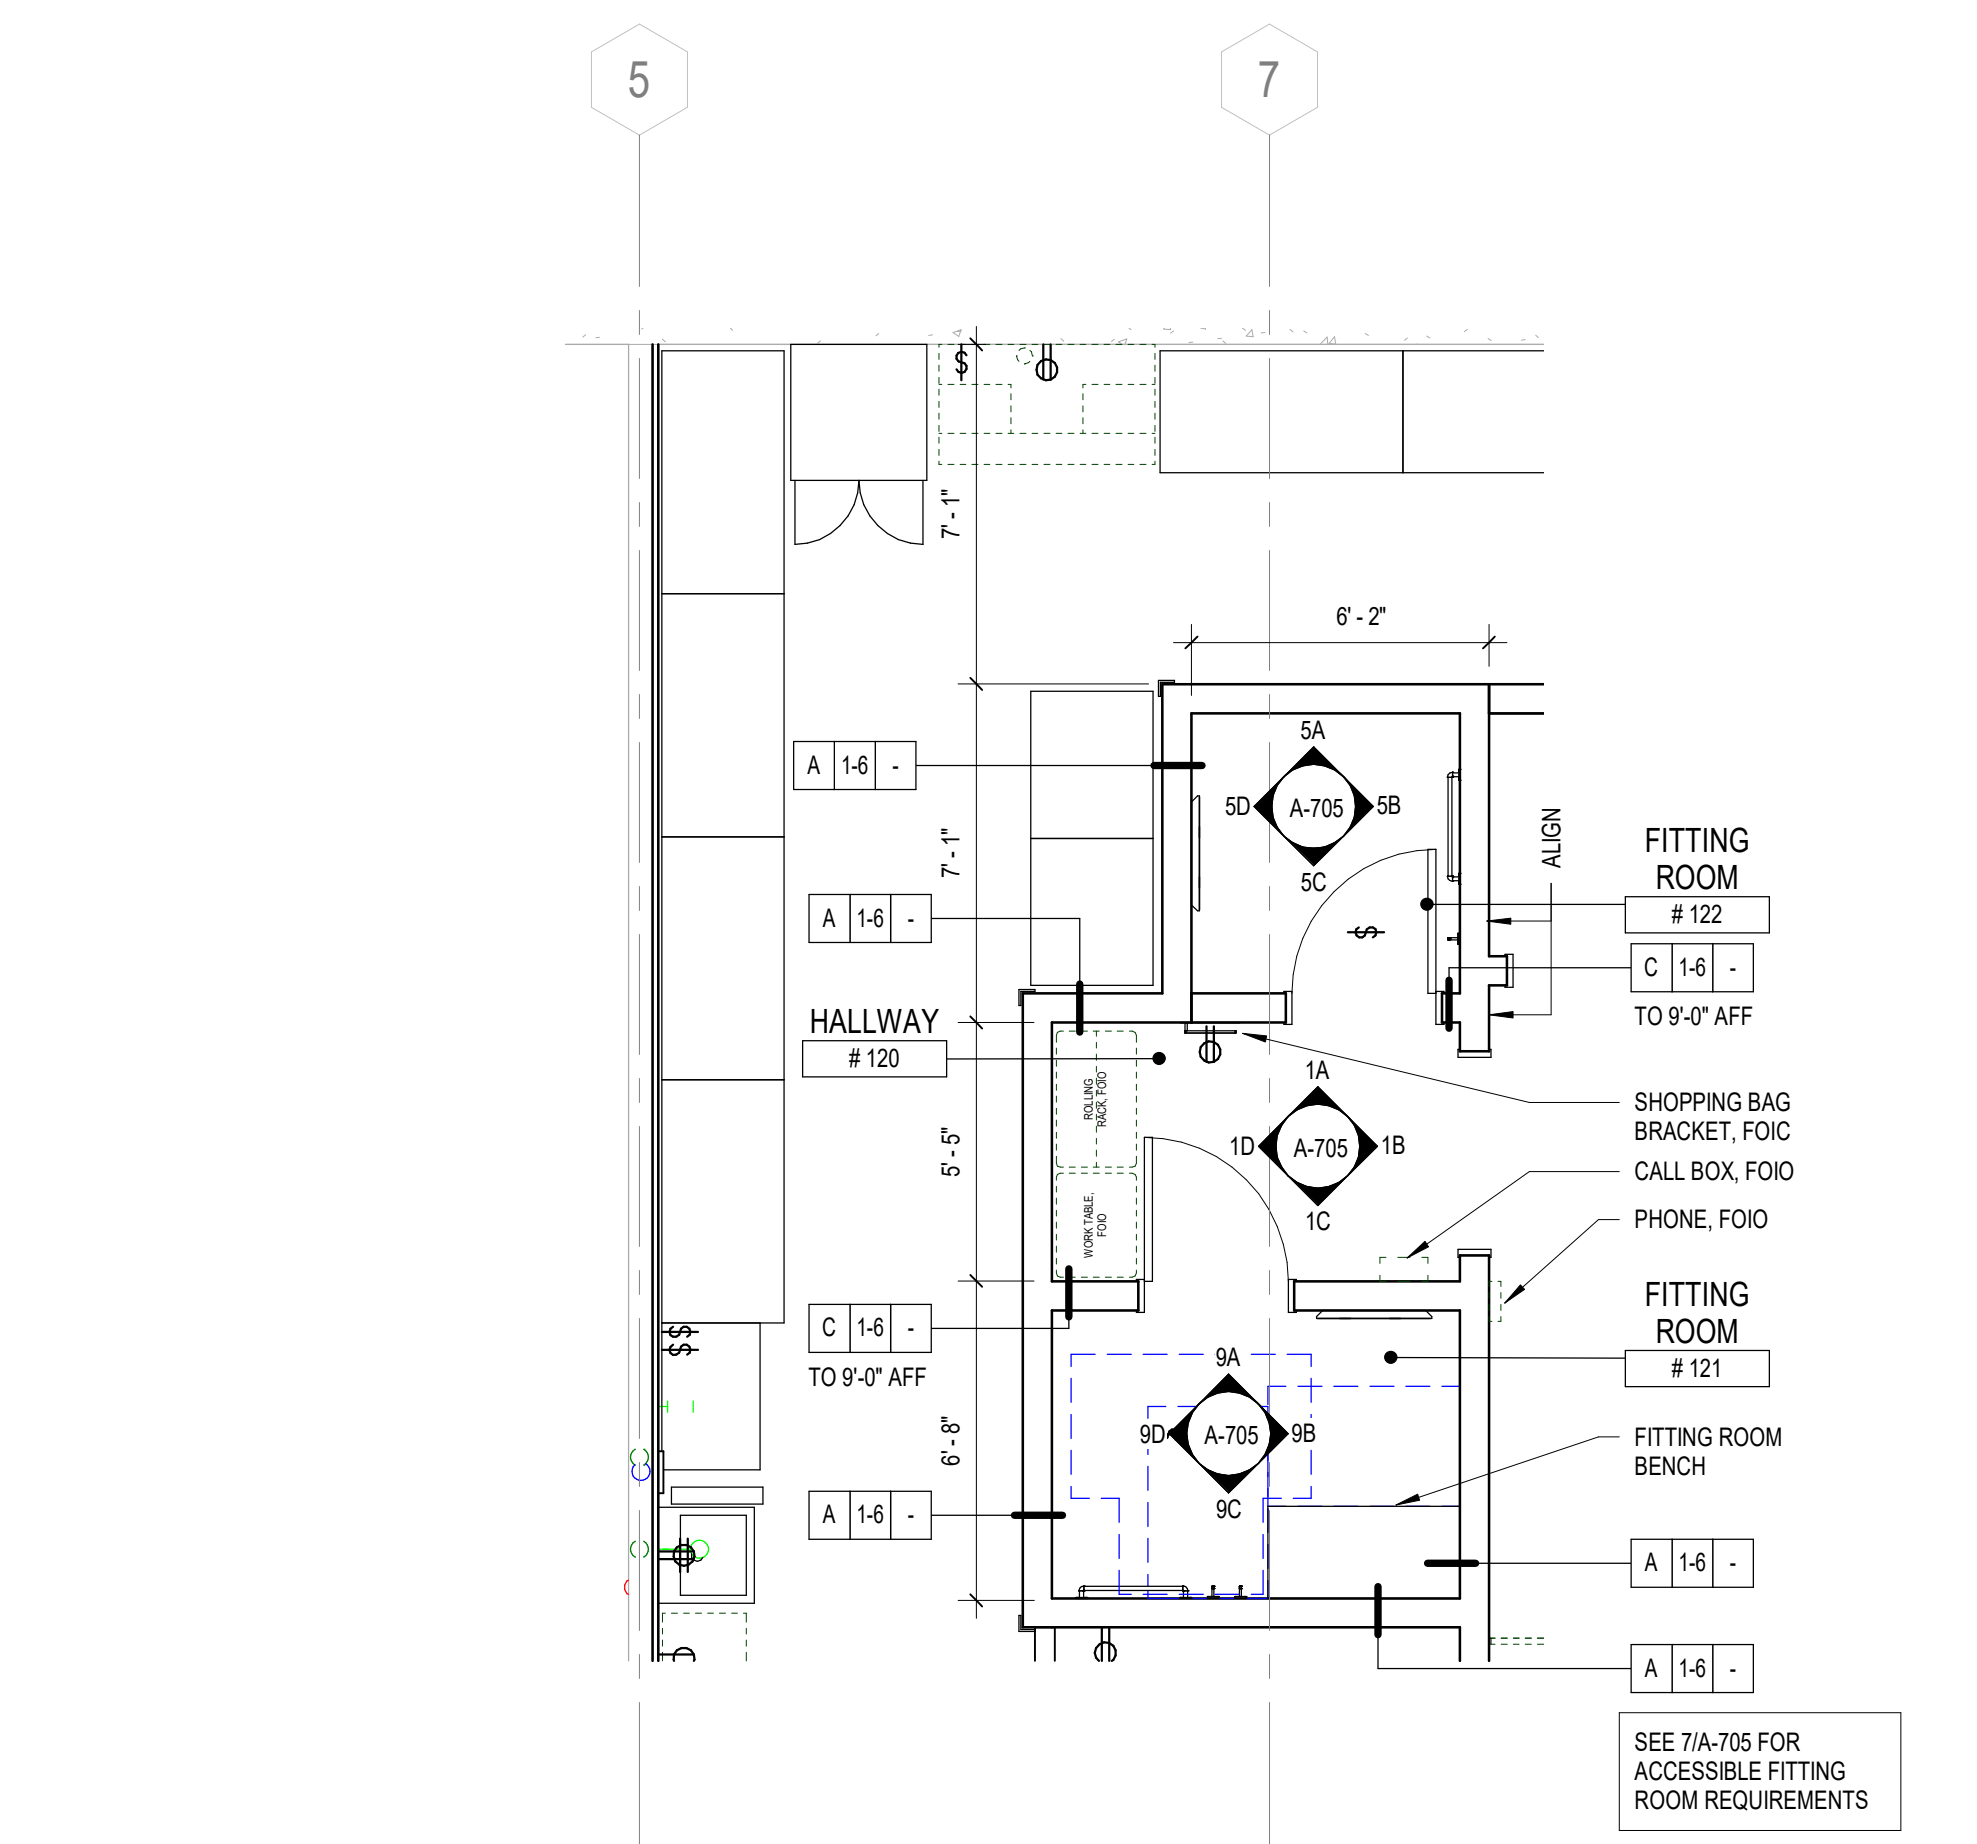 5
7
$
7' - 1"
6' - 2"
5A
5D
A-705
5B
5C
A
1-6
-
7' - 1"
ALIGN
FITTING
ROOM
# 122
A
1-6
-
$
C
1-6
-
TO 9'-0" AFF
HALLWAY
# 120
ROLLING
RACK, FOIO
1A
1D
A-705
1B
1C
SHOPPING BAG
BRACKET, FOIC
CALL BOX, FOIO
PHONE, FOIO
5' - 5"
WORK TABLE,
FOIO
FITTING
ROOM
# 121
$$
C
1-6
-
TO 9'-0" AFF
9A
9D
A-705
9B
9C
6' - 8"
FITTING ROOM
BENCH
A
1-6
-
A
1-6
-
A
1-6
-
SEE 7/A-705 FOR
ACCESSIBLE FITTING
ROOM REQUIREMENTS